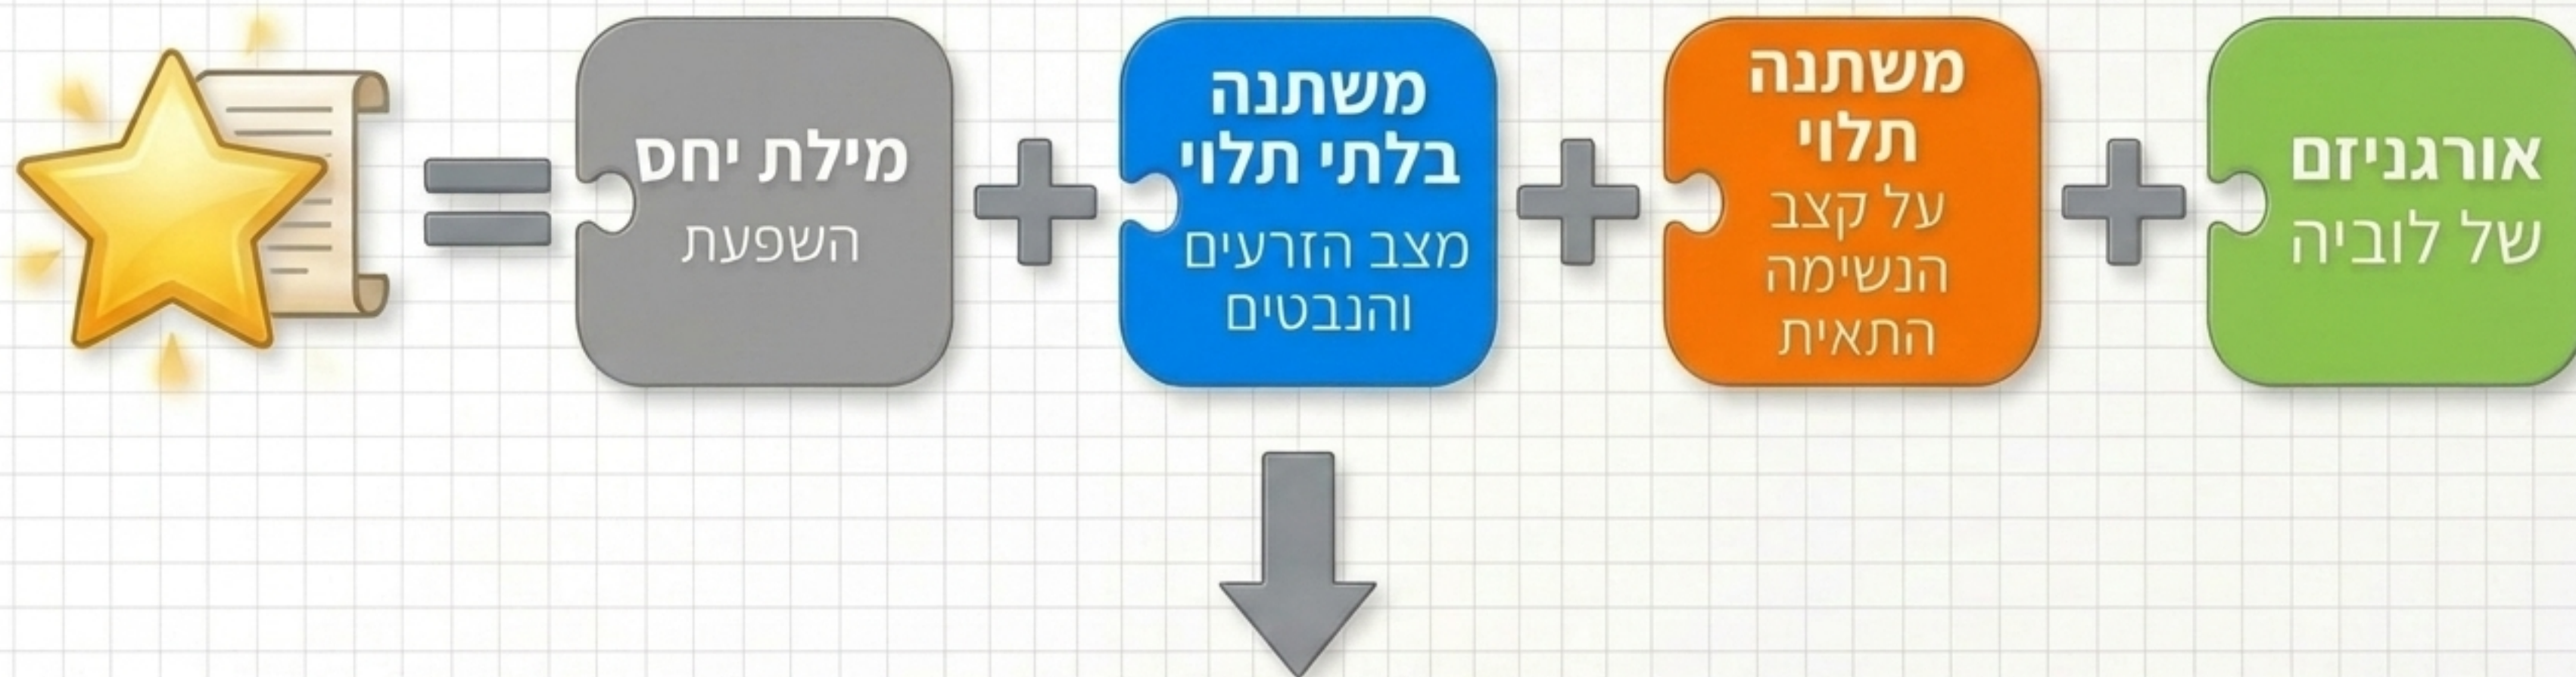 מילת יחס
השפעת
משתנה
בלתי תלוי
מצב הזרעים
והנבטים
משתנה
תלוי
על קצב
הנשימה
התאית
אורגניזם
של לוביה